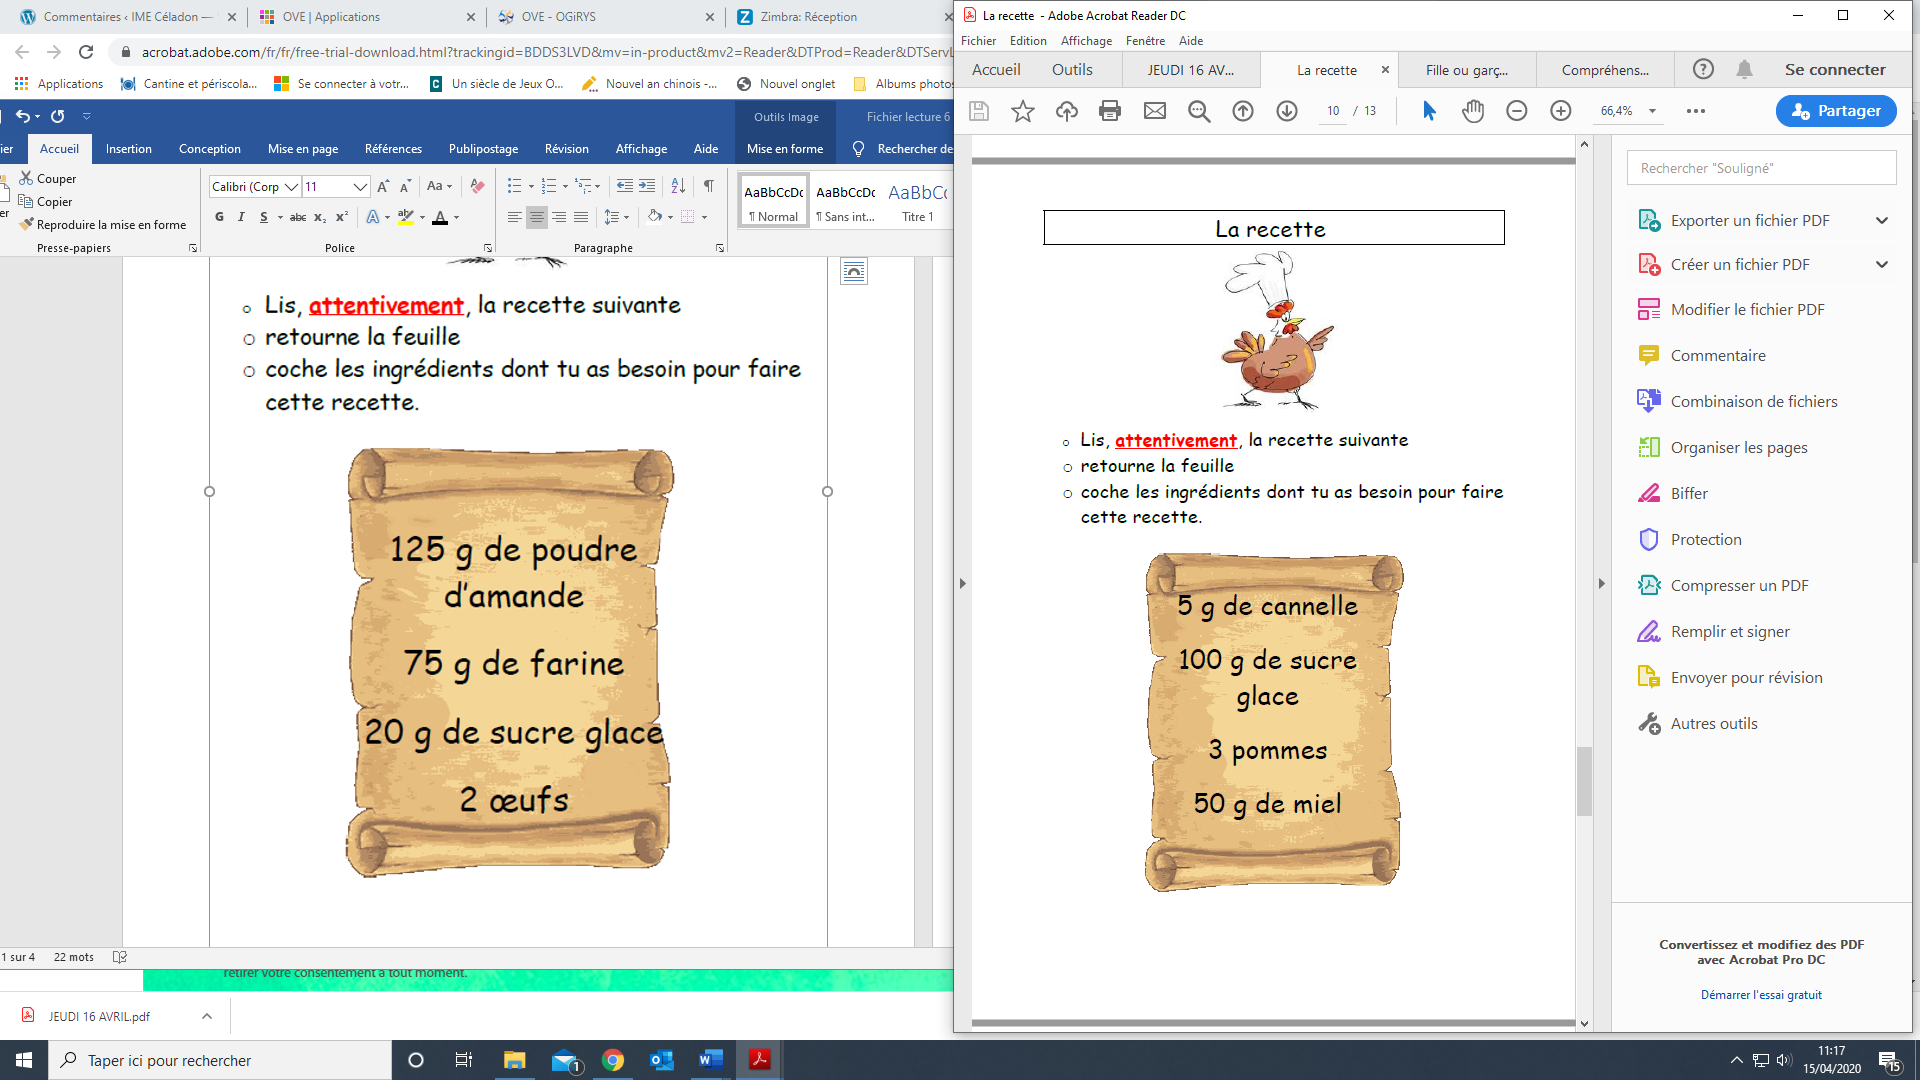 Commentaires ‹ IME Céladon —
OVE | Applications
OVE - OGiRYS
Zimbra: Réception
acrobat.adobe.com/fr/fr/free-trial-download.html?trackingid=BDDS3LVD&mv=in-product&mv2=Reader&DTProd=Reader&DTServL
Applications
Cantine et périscola...
Se connecter à votr...
Un siècle de Jeux O...
Nouvel an chinois -...
Nouvel onglet
Albums photos
Outils Image
Fichier lecture 6
ier
Accueil
Insertion
Conception
Mise en page
Références
Publipostage
Révision
Affichage
Aide
Mise en forme
Rechercher de
Couper
Copier
Reproduire la mise en forme
Presse-papiers
Calibri (Corp
11
Aa
G I S abc x₂ x²
Police
Paragraphe
AaBbCcDc
¶ Normal
AaBbCcDc
¶ Sans int...
AaBbCc
Titre 1
Lis, attentivement, la recette suivante
retourne la feuille
coche les ingrédients dont tu as besoin pour faire
cette recette.
125 g de poudre
d'amande
75 g de farine
20 g de sucre glace
2 œufs
1 sur 4
22 mots
retirer votre consentement à tout moment.
JEUDI 16 AVRIL.pdf
La recette - Adobe Acrobat Reader DC
Fichier Edition Affichage Fenêtre Aide
Accueil
Outils
JEUDI 16 AV...
La recette
Fille ou garç...
Compréhens...
Se connecter
10 / 13
66,4%
Partager
La recette
Lis, attentivement, la recette suivante
retourne la feuille
coche les ingrédients dont tu as besoin pour faire
cette recette.
5 g de cannelle
100 g de sucre
glace
3 pommes
50 g de miel
Rechercher "Souligné"
Exporter un fichier PDF
Créer un fichier PDF
Modifier le fichier PDF
Commentaire
Combinaison de fichiers
Organiser les pages
Biffer
Protection
Compresser un PDF
Remplir et signer
Envoyer pour révision
Autres outils
Convertissez et modifiez des PDF
avec Acrobat Pro DC
Démarrer l'essai gratuit
Taper ici pour rechercher
1
11:17
15/04/2020
15